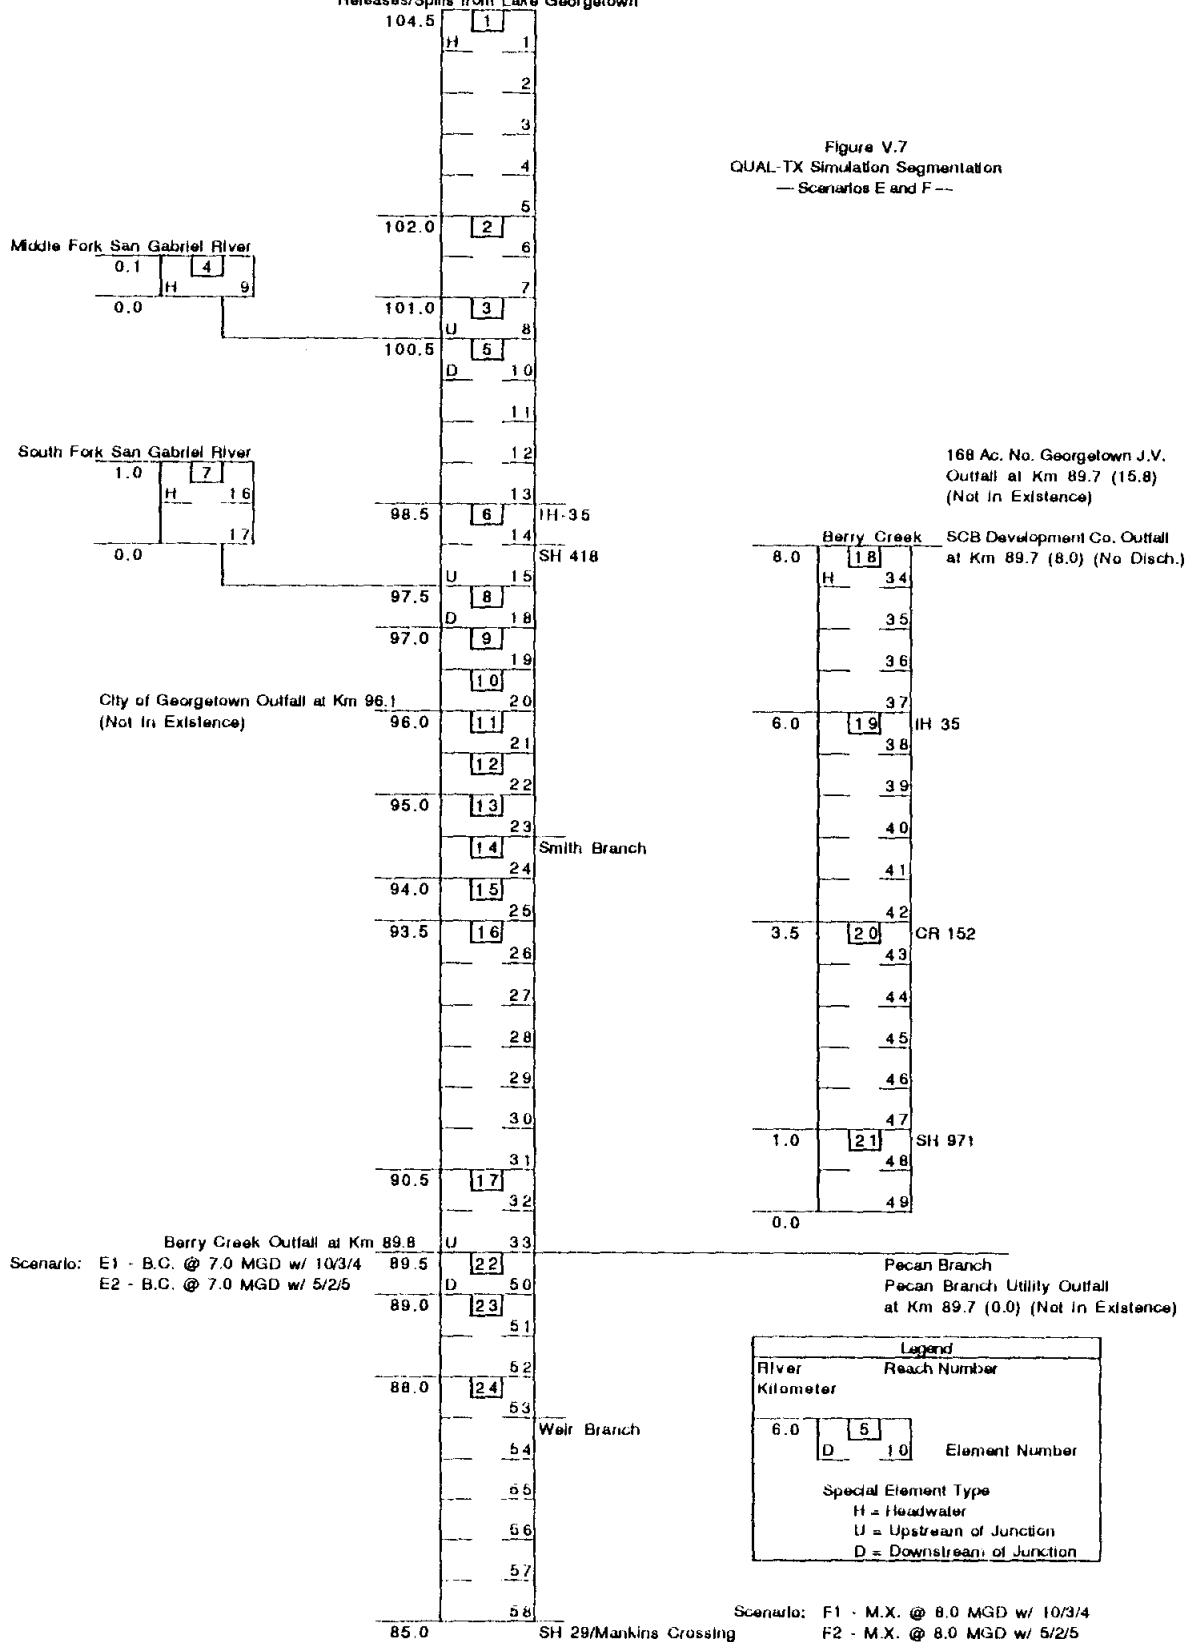 Releases/Spills from Lake Georgetown
104.5 1
H 1
2
3
4
5
Figure V.7
QUAL-TX Simulation Segmentation
--- Scenarios E and F ---
102.0 2
6
7
Middle Fork San Gabriel River
0.1 4
H 9
0.0
101.0 3
U 8
100.5 5
D 10
11
12
13
South Fork San Gabriel River
1.0 7
H 16
17
0.0
98.5 6 IH-35
14
SH 418
U 15
97.5 8
D 18
97.0 9
19
10
20
City of Georgetown Outfall at Km 96.1
(Not In Existence)
96.0 11
21
12
22
95.0 13
23
14 Smith Branch
24
94.0 15
25
93.5 16
26
27
28
29
30
31
90.5 17
32
U 33
168 Ac. No. Georgetown J.V.
Outfall at Km 89.7 (15.8)
(Not In Existence)
Berry Creek
SCB Development Co. Outfall
at Km 89.7 (8.0) (No Disch.)
8.0 18
H 34
35
36
37
6.0 19 IH 35
38
39
40
41
42
3.5 20 CR 152
43
44
45
46
47
1.0 21 SH 971
48
49
0.0
Berry Creek Outfall at Km 89.8
Scenario: E1 - B.C. @ 7.0 MGD w/ 10/3/4
E2 - B.C. @ 7.0 MGD w/ 5/2/5
89.5 22
D 50
Pecan Branch
Pecan Branch Utility Outfall
at Km 89.7 (0.0) (Not In Existence)
89.0 23
51
52
88.0 24
53
Weir Branch
54
55
56
57
58
85.0 SH 29/Mankins Crossing
Legend
River Reach Number
Kilometer
6.0 5
D 10 Element Number
Special Element Type
H = Headwater
U = Upstream of Junction
D = Downstream of Junction
Scenario: F1 - M.X. @ 8.0 MGD w/ 10/3/4
F2 - M.X. @ 8.0 MGD w/ 5/2/5